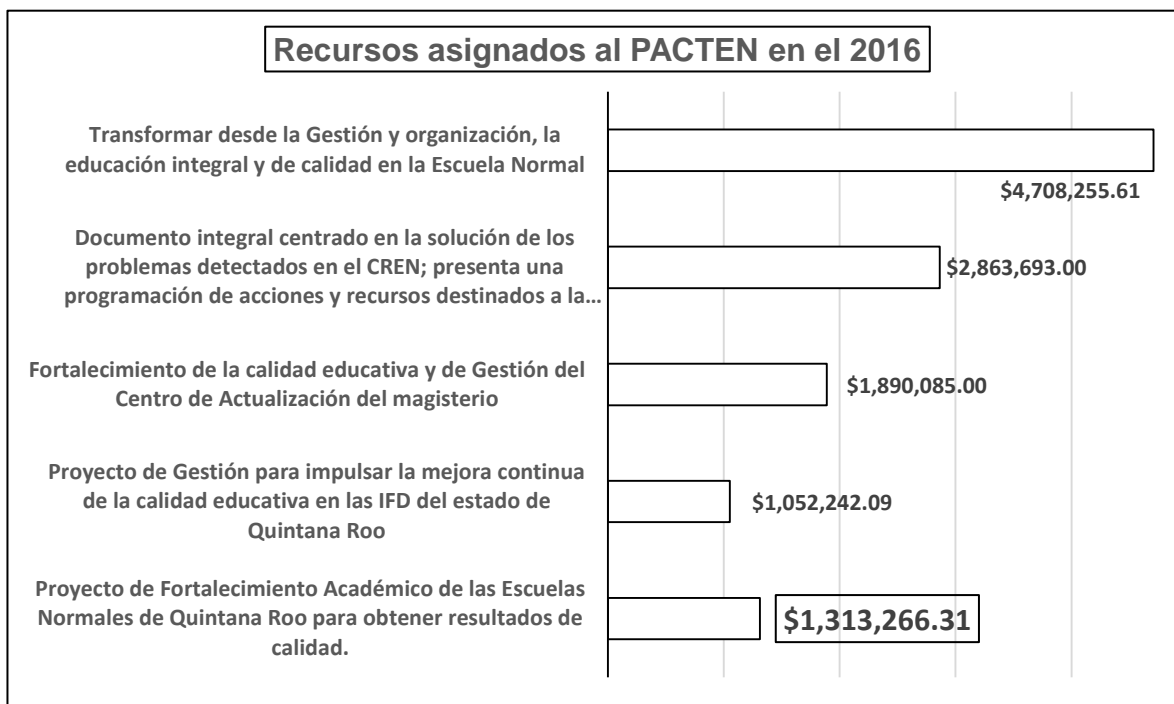 Recursos asignados al PACTEN en el 2016
Transformar desde la Gestión y organización, la
educación integral y de calidad en la Escuela Normal
$4,708,255.61
Documento integral centrado en la solución de los
problemas detectados en el CREN; presenta una
programación de acciones y recursos destinados a la...
$2,863,693.00
Fortalecimiento de la calidad educativa y de Gestión del
Centro de Actualización del magisterio
$1,890,085.00
Proyecto de Gestión para impulsar la mejora continua
de la calidad educativa en las IFD del estado de
Quintana Roo
$1,052,242.09
Proyecto de Fortalecimiento Académico de las Escuelas
Normales de Quintana Roo para obtener resultados de
calidad.
$1,313,266.31